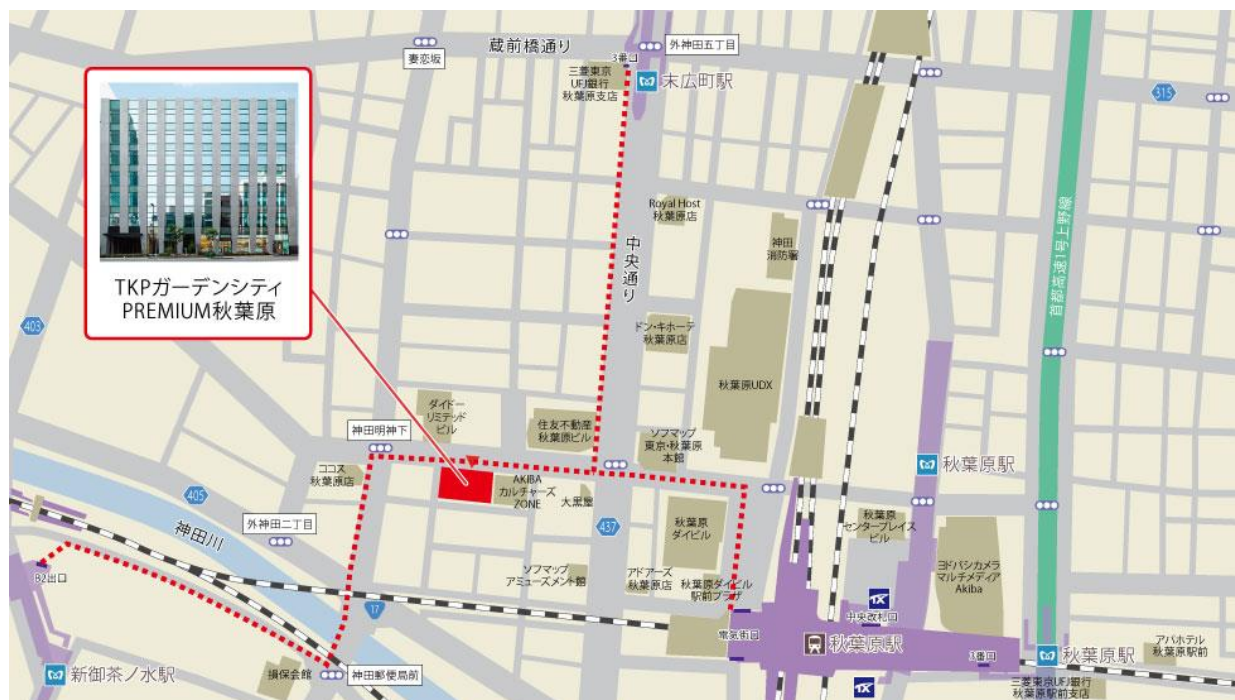 蔵前橋通り
妻恋坂
3番口
外神田五丁目
三菱東京
UFJ銀行
秋葉原支店
末広町駅
315
TKPガーデンシティ
PREMIUM秋葉原
Royal Host
秋葉原店
中央通り
神田
消防署
首都高速1号上野線
403
ドン・キホーテ
秋葉原店
秋葉原UDX
ダイドー
リミテッド
ビル
住友不動産
秋葉原ビル
神田明神下
ソフマップ
東京・秋葉原
本館
秋葉原駅
ココス
秋葉原店
AKIBA
カルチャーズ
ZONE
大黒屋
405
外神田二丁目
437
秋葉原
ダイビル
秋葉原
センタープレイス
ビル
神田川
B2出口
ソフマップ
アミューズメント館
アドアーズ
秋葉原店
秋葉原ダイビル
駅前プラザ
ヨドバシカメラ
マルチメディア
Akiba
17
TX
中央改札口
電気街口
秋葉原駅
3番口
秋葉原駅
アパホテル
秋葉原駅前
新御茶ノ水駅
損保会館
神田郵便局前
TX
三菱東京UFJ銀行
秋葉原駅前支店